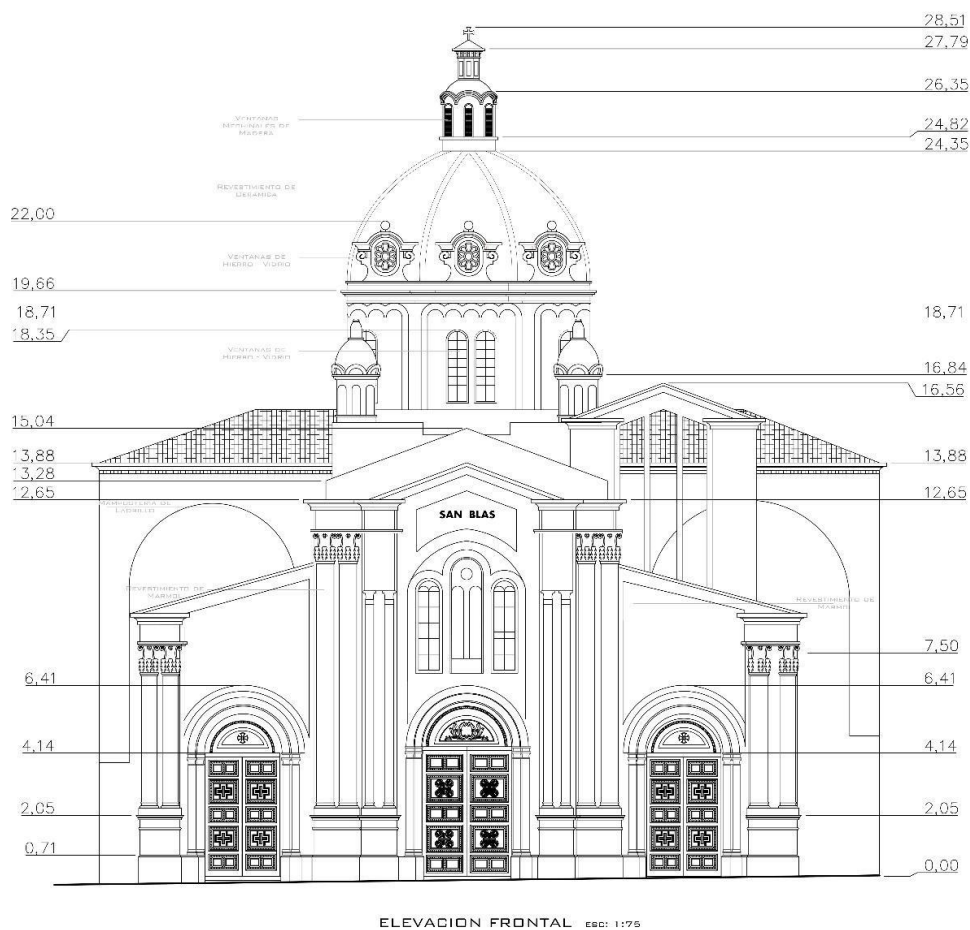 28,51
27,79
26,35
VENTANAS
MECHINALES DE
MADERA
24,82
24,35
REVESTIMIENTO DE
CERAMICA
22,00
VENTANAS DE
HIERRO - VIDRIO
19,66
18,71
18,71
18,35
VENTANAS DE
HIERRO - VIDRIO
16,84
16,56
15,04
13,88
13,88
13,28
12,65
12,65
MAMPOSTERIA DE
LADRILLO
SAN BLAS
REVESTIMIENTO DE
MARMOL
REVESTIMIENTO DE
MARMOL
7,50
6,41
6,41
4,14
4,14
2,05
2,05
0,71
0,00
ELEVACION FRONTAL ESC: 1:75